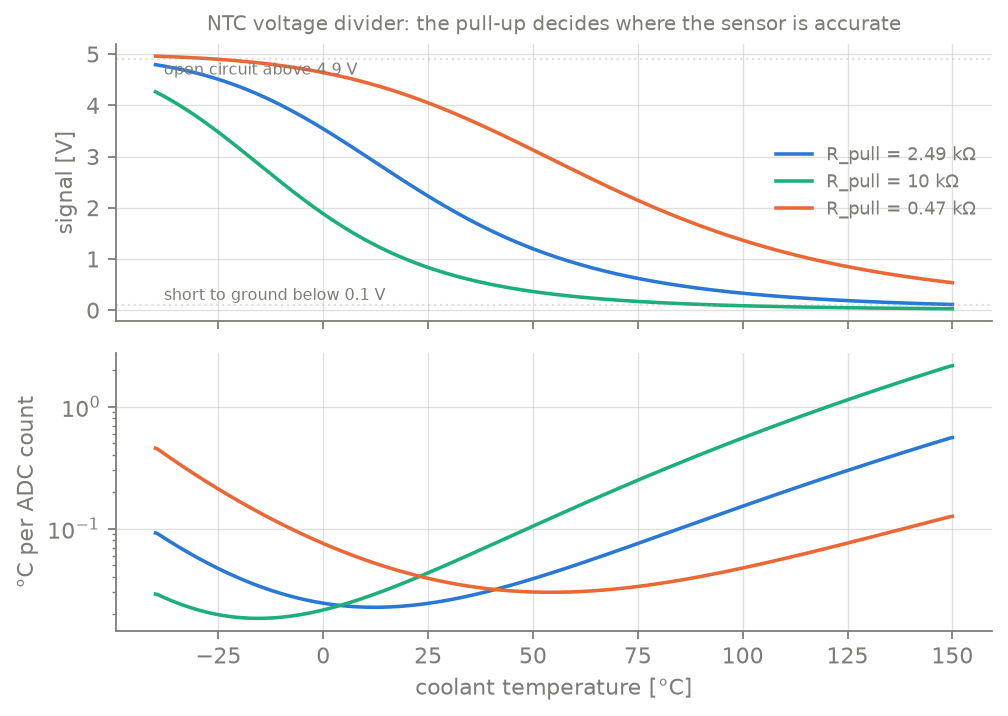 NTC voltage divider: the pull-up decides where the sensor is accurate
signal [V]
5
4
3
2
1
0
open circuit above 4.9 V
short to ground below 0.1 V
R_pull = 2.49 kΩ
R_pull = 10 kΩ
R_pull = 0.47 kΩ
°C per ADC count
10⁰
10⁻¹
−25 0 25 50 75 100 125 150
coolant temperature [°C]